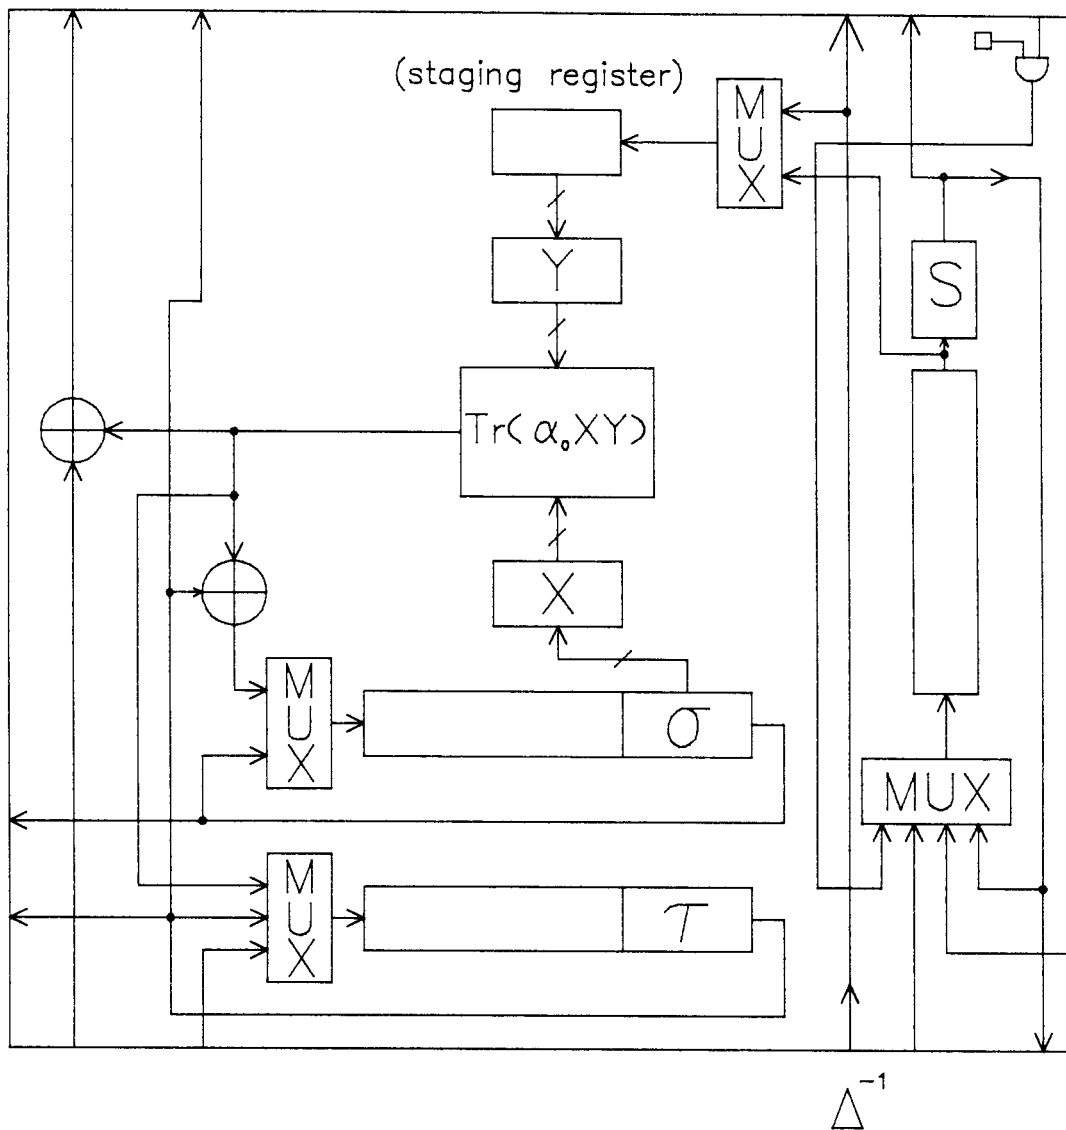 (staging register)
MUX
Y
S
Tr(α₀XY)
X
MUX
σ
MUX
MUX
τ
Δ⁻¹